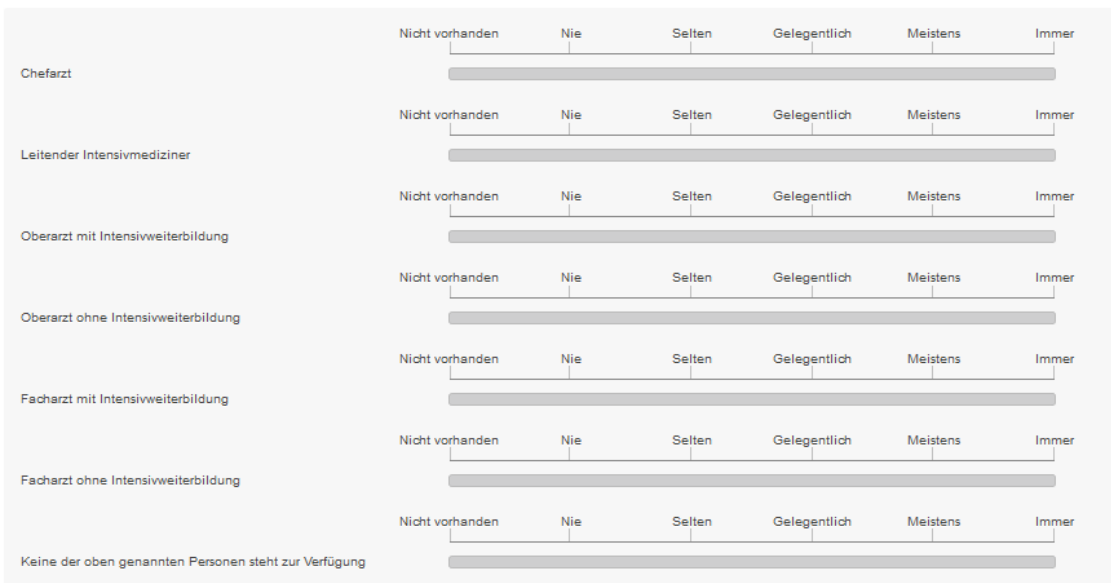 Nicht vorhanden Nie Selten Gelegentlich Meistens Immer
Chefarzt
Nicht vorhanden Nie Selten Gelegentlich Meistens Immer
Leitender Intensivmediziner
Nicht vorhanden Nie Selten Gelegentlich Meistens Immer
Oberarzt mit Intensivweiterbildung
Nicht vorhanden Nie Selten Gelegentlich Meistens Immer
Oberarzt ohne Intensivweiterbildung
Nicht vorhanden Nie Selten Gelegentlich Meistens Immer
Facharzt mit Intensivweiterbildung
Nicht vorhanden Nie Selten Gelegentlich Meistens Immer
Facharzt ohne Intensivweiterbildung
Nicht vorhanden Nie Selten Gelegentlich Meistens Immer
Keine der oben genannten Personen steht zur Verfügung